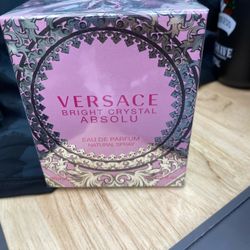 VERSACE
BRIGHT CRYSTAL
ABSOLU
EAU DE PARFUM
NATURAL SPRAY